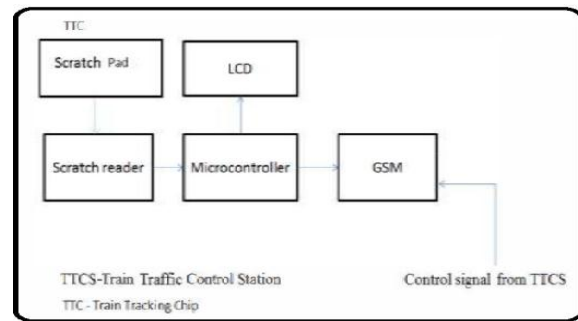 TTC
Scratch Pad
LCD
Scratch reader
Microcontroller
GSM
TTCS-Train Traffic Control Station
Control signal from TTCS
TTC - Train Tracking Chip